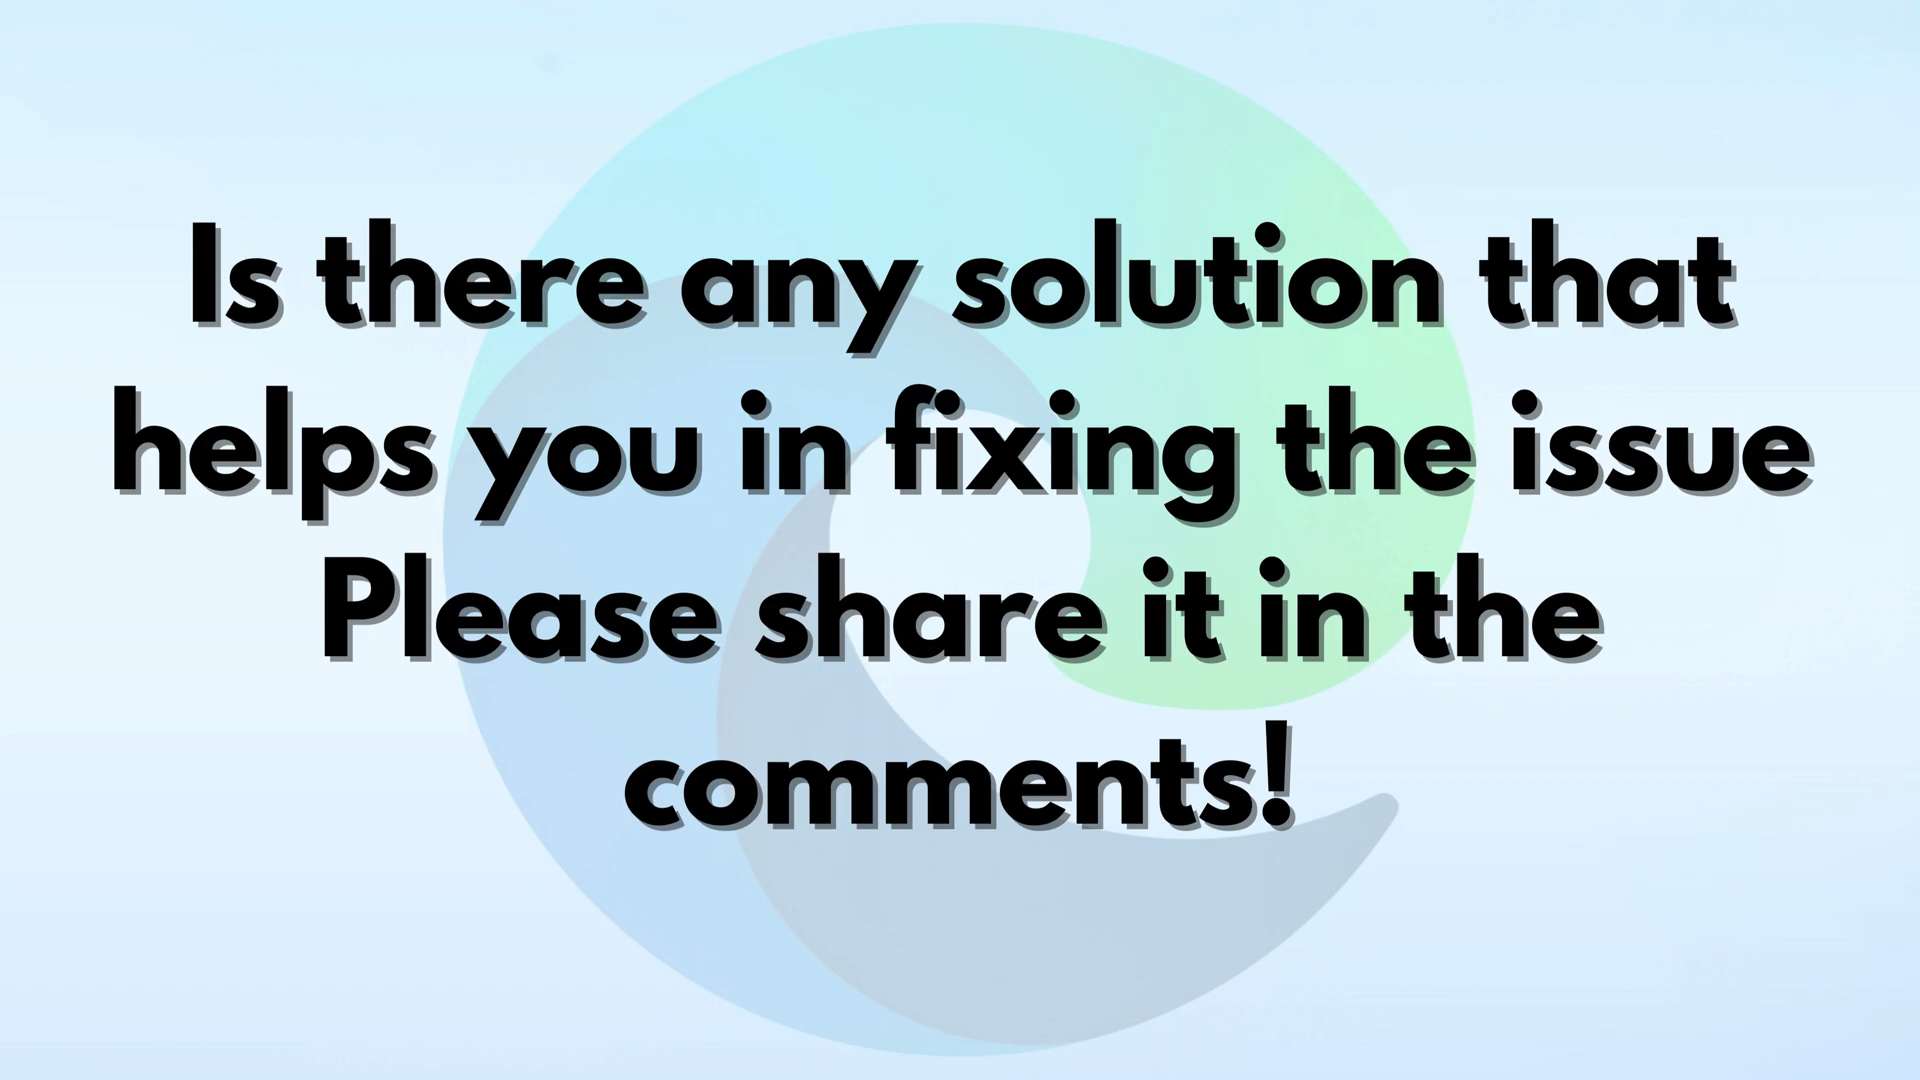 Is there any solution that
helps you in fixing the issue
Please share it in the
comments!